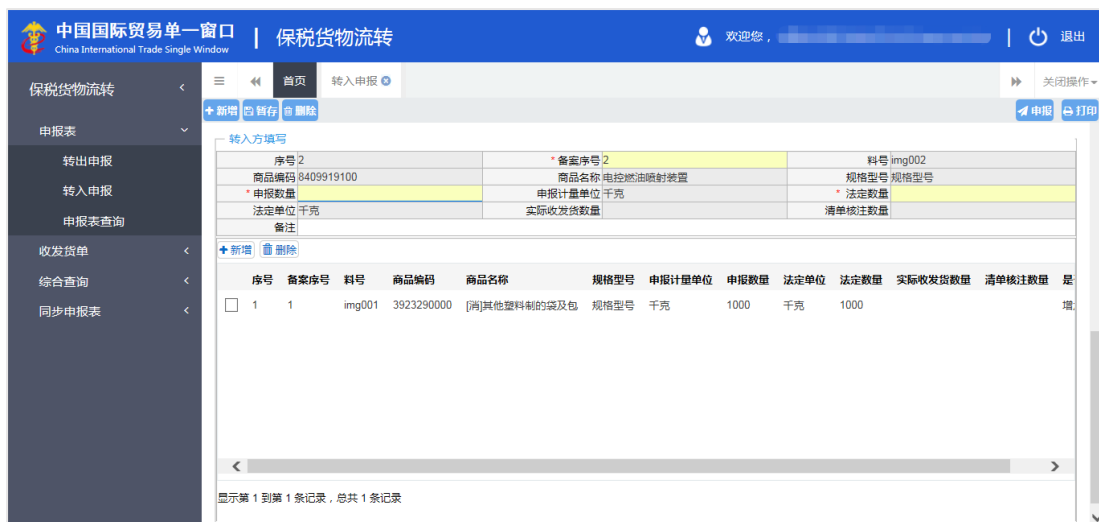 中国国际贸易单一窗口
China International Trade Single Window
保税货物流转
欢迎您，
退出
保税货物流转
首页
转入申报
关闭操作
新增 暂存 删除
申报 打印
申报表
转出申报
转入申报
申报表查询
收发货单
综合查询
同步申报表
转入方填写
序号 2 * 备案序号 2 料号 img002
商品编码 8409919100 商品名称 电控燃油喷射装置 规格型号 规格型号
* 申报数量 申报计量单位 千克 * 法定数量
法定单位 千克 实际收发货数量 清单核注数量
备注
新增 删除
序号 备案序号 料号 商品编码 商品名称 规格型号 申报计量单位 申报数量 法定单位 法定数量 实际收发货数量 清单核注数量 是
1 1 img001 3923290000 [消]其他塑料制的袋及包 规格型号 千克 1000 千克 1000 增;
显示第 1 到第 1 条记录，总共 1 条记录